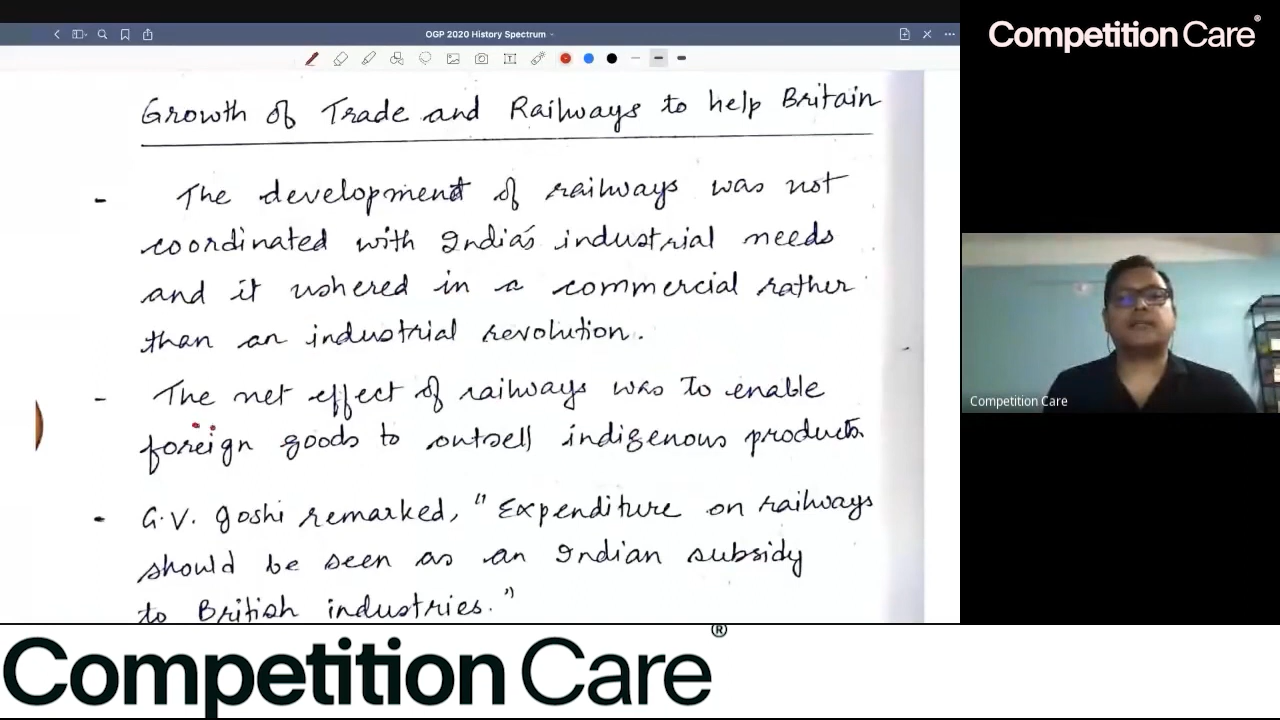 OGP 2020 History Spectrum
Competition Care®
Growth of Trade and Railways to help Britain
- The development of railways was not
coordinated with India's industrial needs
and it ushered in a commercial rather
than an industrial revolution.
- The net effect of railways was to enable
foreign goods to outsell indigenous products.
- G.V. Joshi remarked, "Expenditure on railways
should be seen as an Indian subsidy
to British industries."
Competition Care
Competition Care®